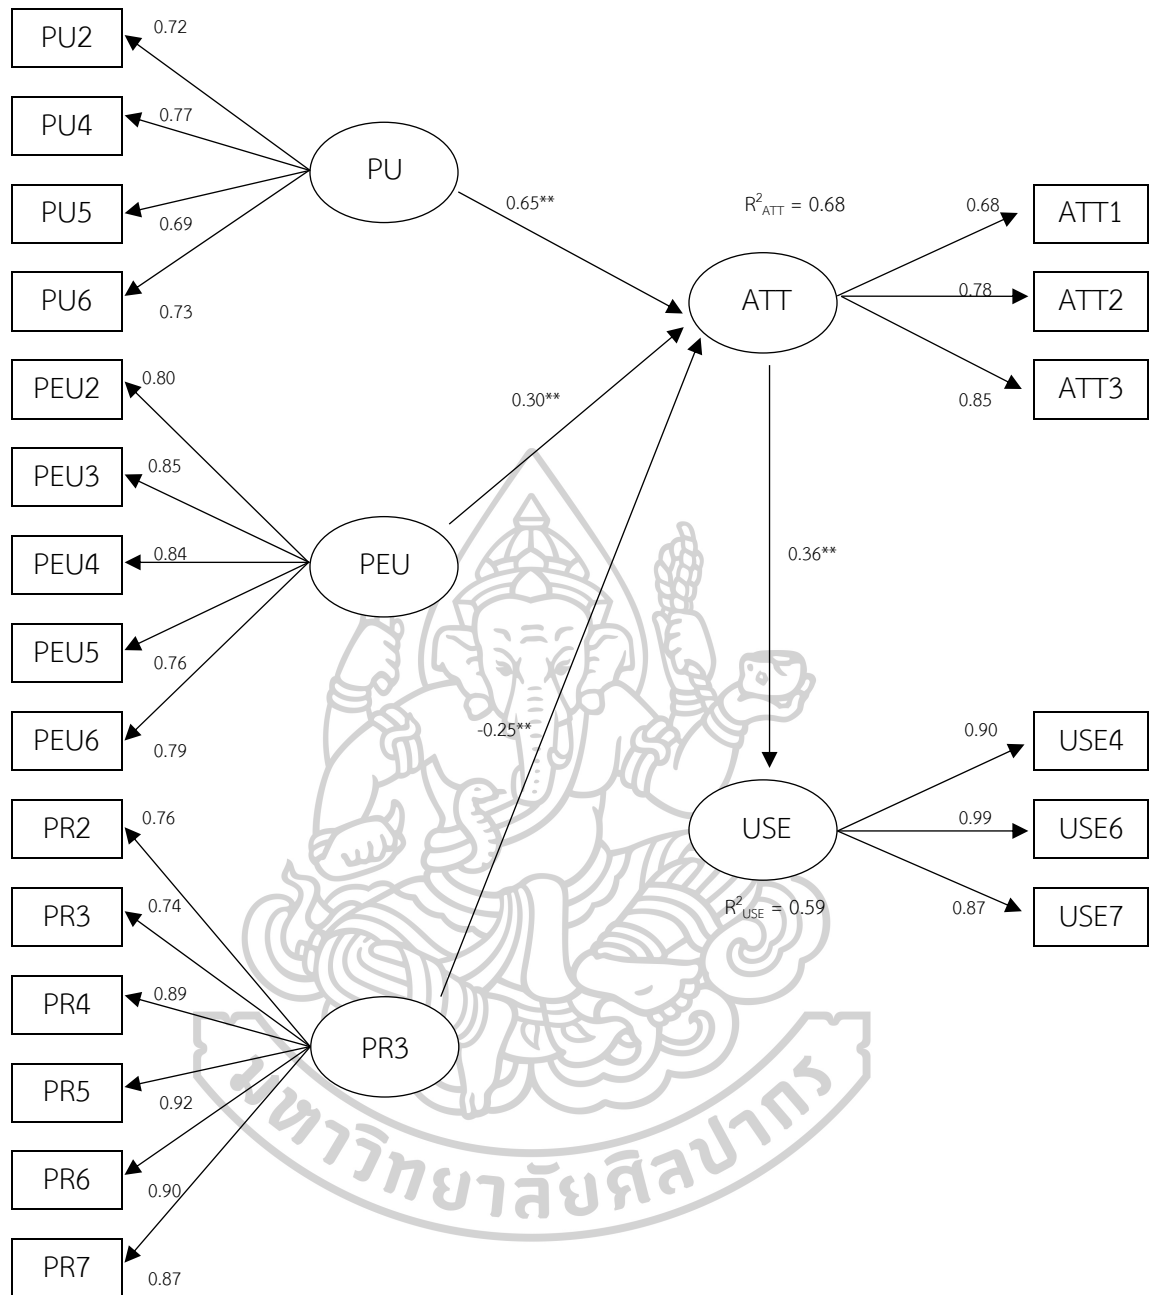 PU2
0.72
PU4
0.77
PU5
0.69
PU6
0.73
PU
0.65**
R²ATT = 0.68
ATT
0.68
ATT1
0.78
ATT2
0.85
ATT3
PEU2
0.80
PEU3
0.85
PEU4
0.84
PEU5
0.76
PEU6
0.79
PEU
0.30**
0.36**
-0.25**
PR2
0.76
PR3
0.74
PR4
0.89
PR5
0.92
PR6
0.90
PR7
0.87
PR3
USE
R²USE = 0.59
0.90
USE4
0.99
USE6
0.87
USE7
มหาวิทยาลัยศิลปากร